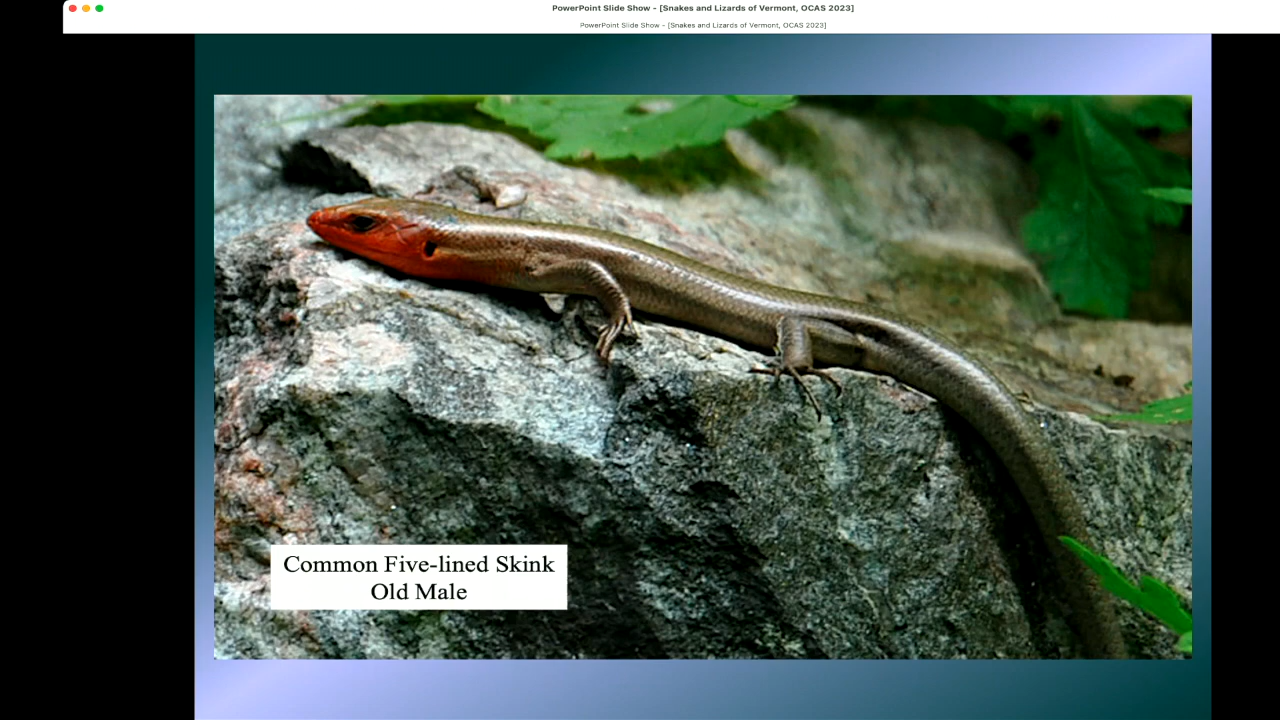 PowerPoint Slide Show - [Snakes and Lizards of Vermont, OCAS 2023]
PowerPoint Slide Show - [Snakes and Lizards of Vermont, OCAS 2023]
Common Five-lined Skink
Old Male